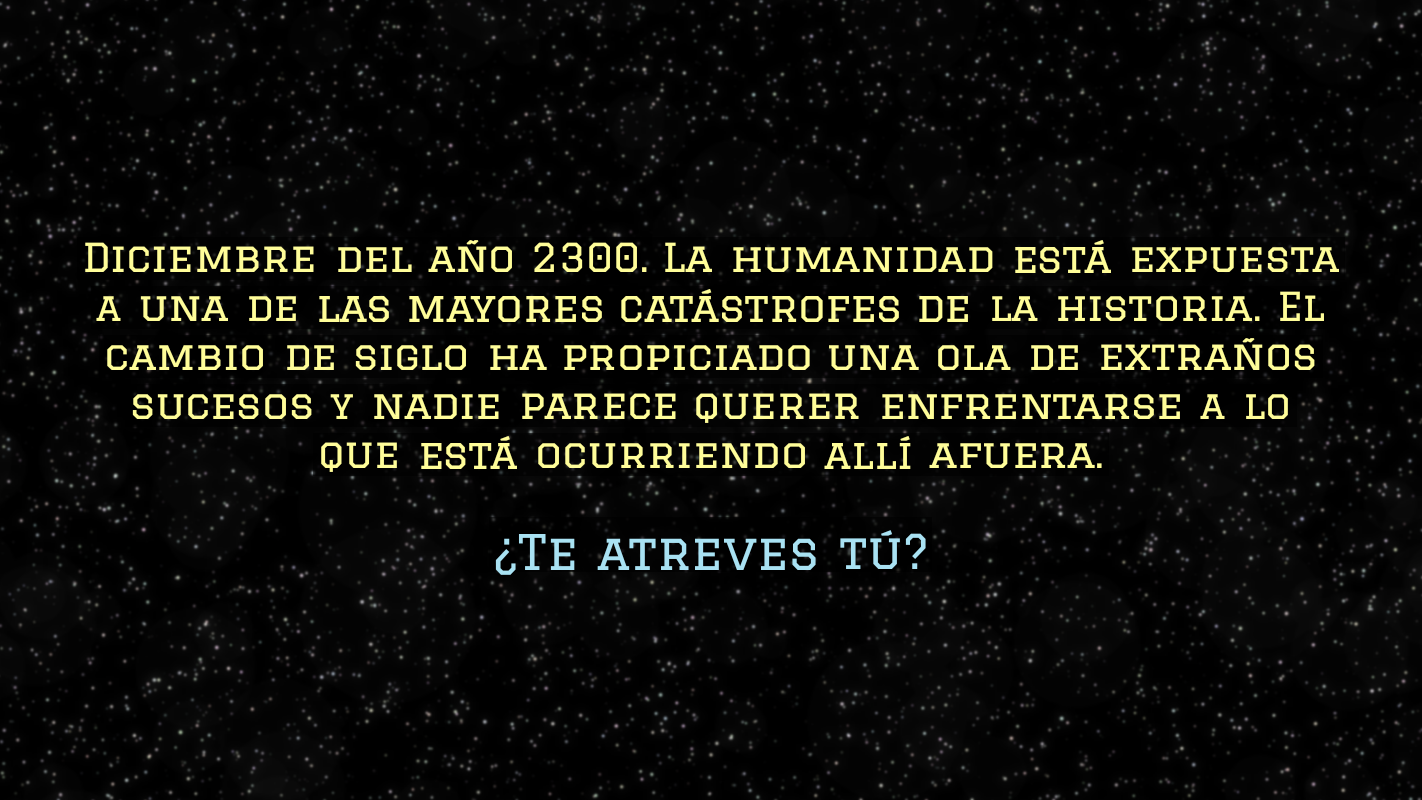 Diciembre del año 2300. La humanidad está expuesta
a una de las mayores catástrofes de la historia. El
cambio de siglo ha propiciado una ola de extraños
sucesos y nadie parece querer enfrentarse a lo
que está ocurriendo allí afuera.
¿Te atreves tú?